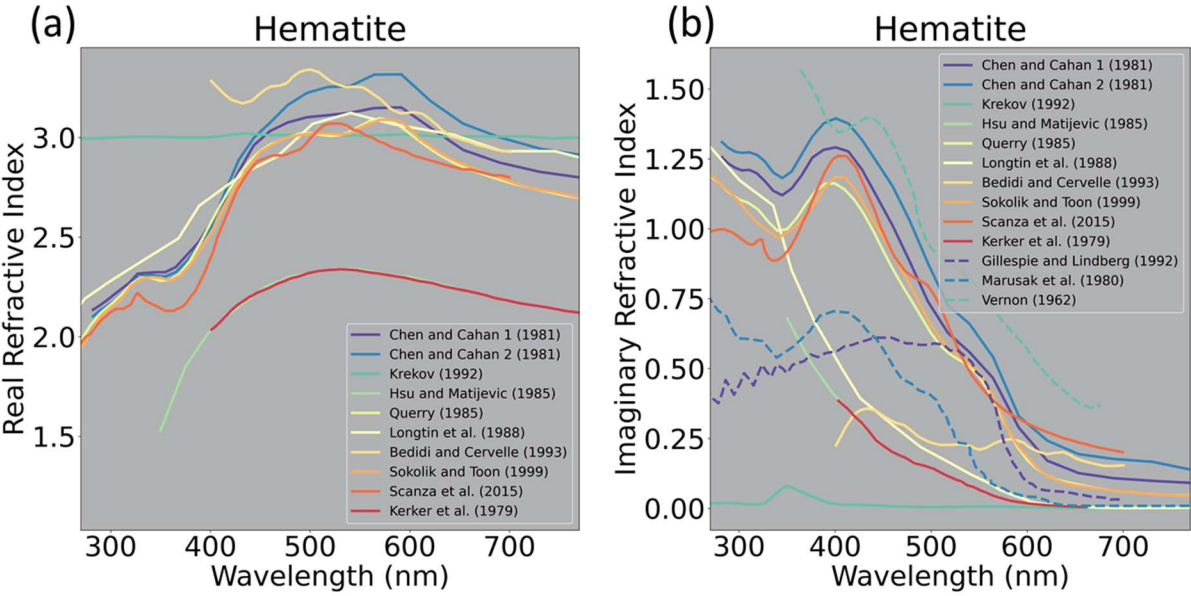 (a)
Hematite
Real Refractive Index
3.0
2.5
2.0
1.5
Chen and Cahan 1 (1981)
Chen and Cahan 2 (1981)
Krekov (1992)
Hsu and Matijevic (1985)
Querry (1985)
Longtin et al. (1988)
Bedidi and Cervelle (1993)
Sokolik and Toon (1999)
Scanza et al. (2015)
Kerker et al. (1979)
300 400 500 600 700
Wavelength (nm)
(b)
Hematite
Imaginary Refractive Index
1.50
1.25
1.00
0.75
0.50
0.25
0.00
Chen and Cahan 1 (1981)
Chen and Cahan 2 (1981)
Krekov (1992)
Hsu and Matijevic (1985)
Querry (1985)
Longtin et al. (1988)
Bedidi and Cervelle (1993)
Sokolik and Toon (1999)
Scanza et al. (2015)
Kerker et al. (1979)
Gillespie and Lindberg (1992)
Marusak et al. (1980)
Vernon (1962)
300 400 500 600 700
Wavelength (nm)